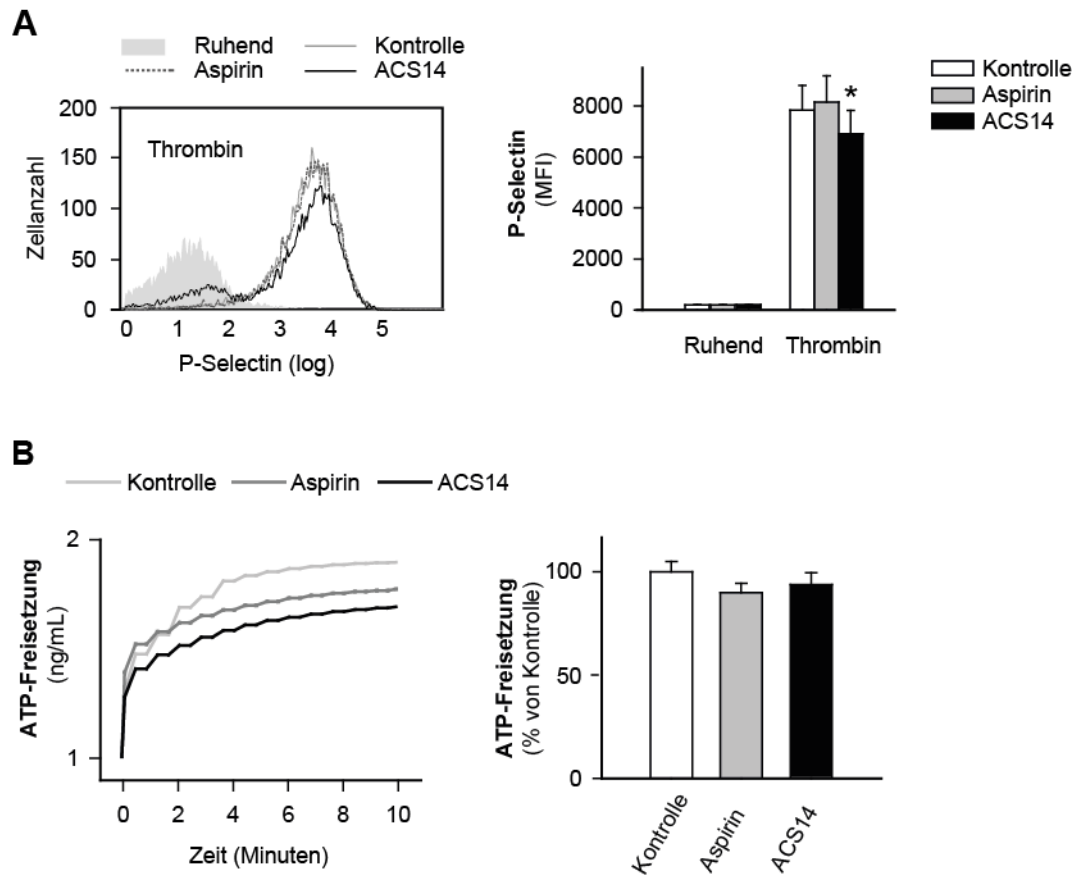 A
Ruhend
Kontrolle
Aspirin
ACS14
200
150
100
50
0
Zellanzahl
Thrombin
0 1 2 3 4 5
P-Selectin (log)
8000
6000
4000
2000
0
P-Selectin
(MFI)
*
Ruhend Thrombin
Kontrolle
Aspirin
ACS14
B
Kontrolle Aspirin ACS14
2
1
ATP-Freisetzung
(ng/mL)
0 2 4 6 8 10
Zeit (Minuten)
100
50
0
ATP-Freisetzung
(% von Kontrolle)
Kontrolle
Aspirin
ACS14